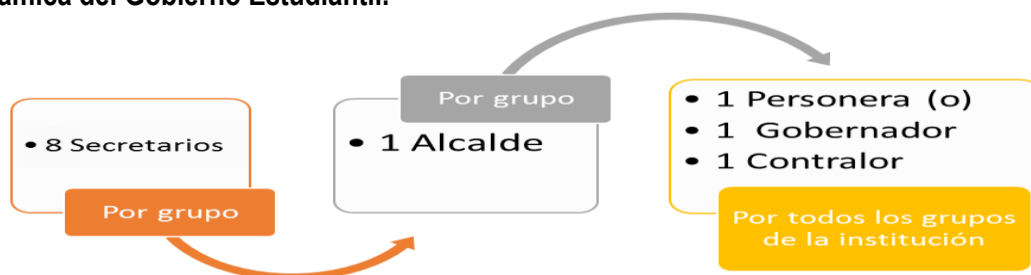 del Gobierno Estudiantil:
• 8 Secretarios
Por grupo
Por grupo
• 1 Alcalde
• 1 Personera (o)
• 1 Gobernador
• 1 Contralor
Por todos los grupos
de la institución